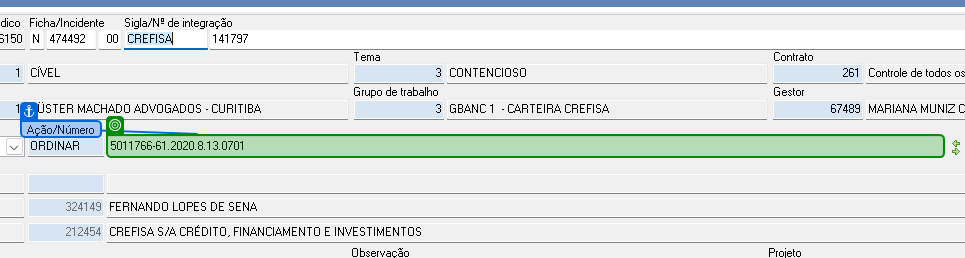 dico Ficha/Incidente Sigla/Nº de integração
6150 N 474492 00 CREFISA 141797
Tema Contrato
1 CÍVEL 3 CONTENCIOSO 261 Controle de todos os
Grupo de trabalho Gestor
1 ÜSTER MACHADO ADVOGADOS - CURITIBA 3 GBANC 1 - CARTEIRA CREFISA 67489 MARIANA MUNIZ C
Ação/Número
ORDINAR 5011766-61.2020.8.13.0701
324149 FERNANDO LOPES DE SENA
212454 CREFISA S/A CRÉDITO, FINANCIAMENTO E INVESTIMENTOS
Observação Projeto